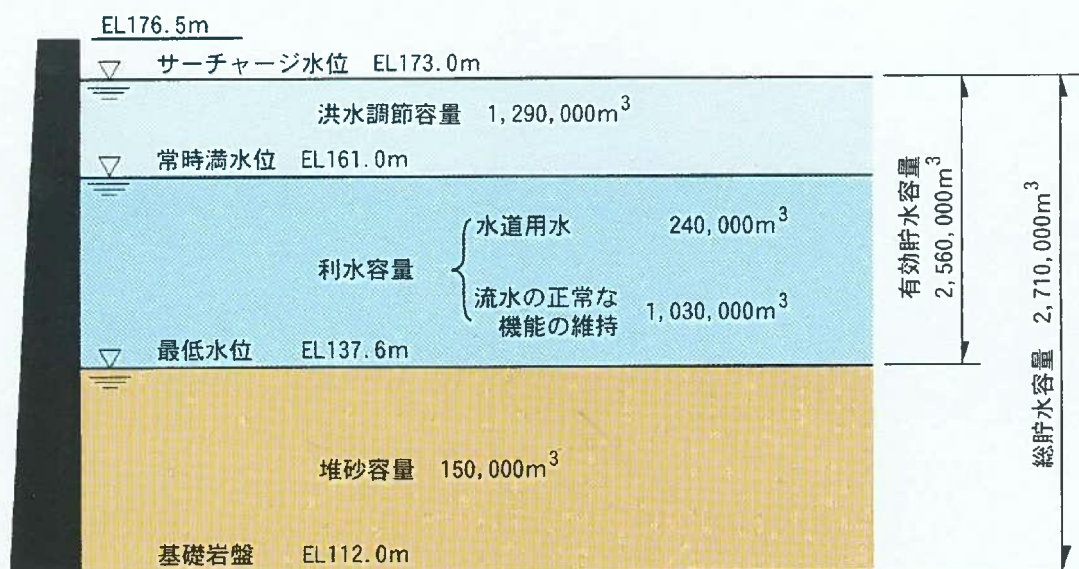 EL176.5m
サーチャージ水位 EL173.0m
洪水調節容量 1,290,000m³
常時満水位 EL161.0m
利水容量
水道用水 240,000m³
流水の正常な
機能の維持 1,030,000m³
最低水位 EL137.6m
堆砂容量 150,000m³
基礎岩盤 EL112.0m
有効貯水容量
2,560,000m³
総貯水容量 2,710,000m³